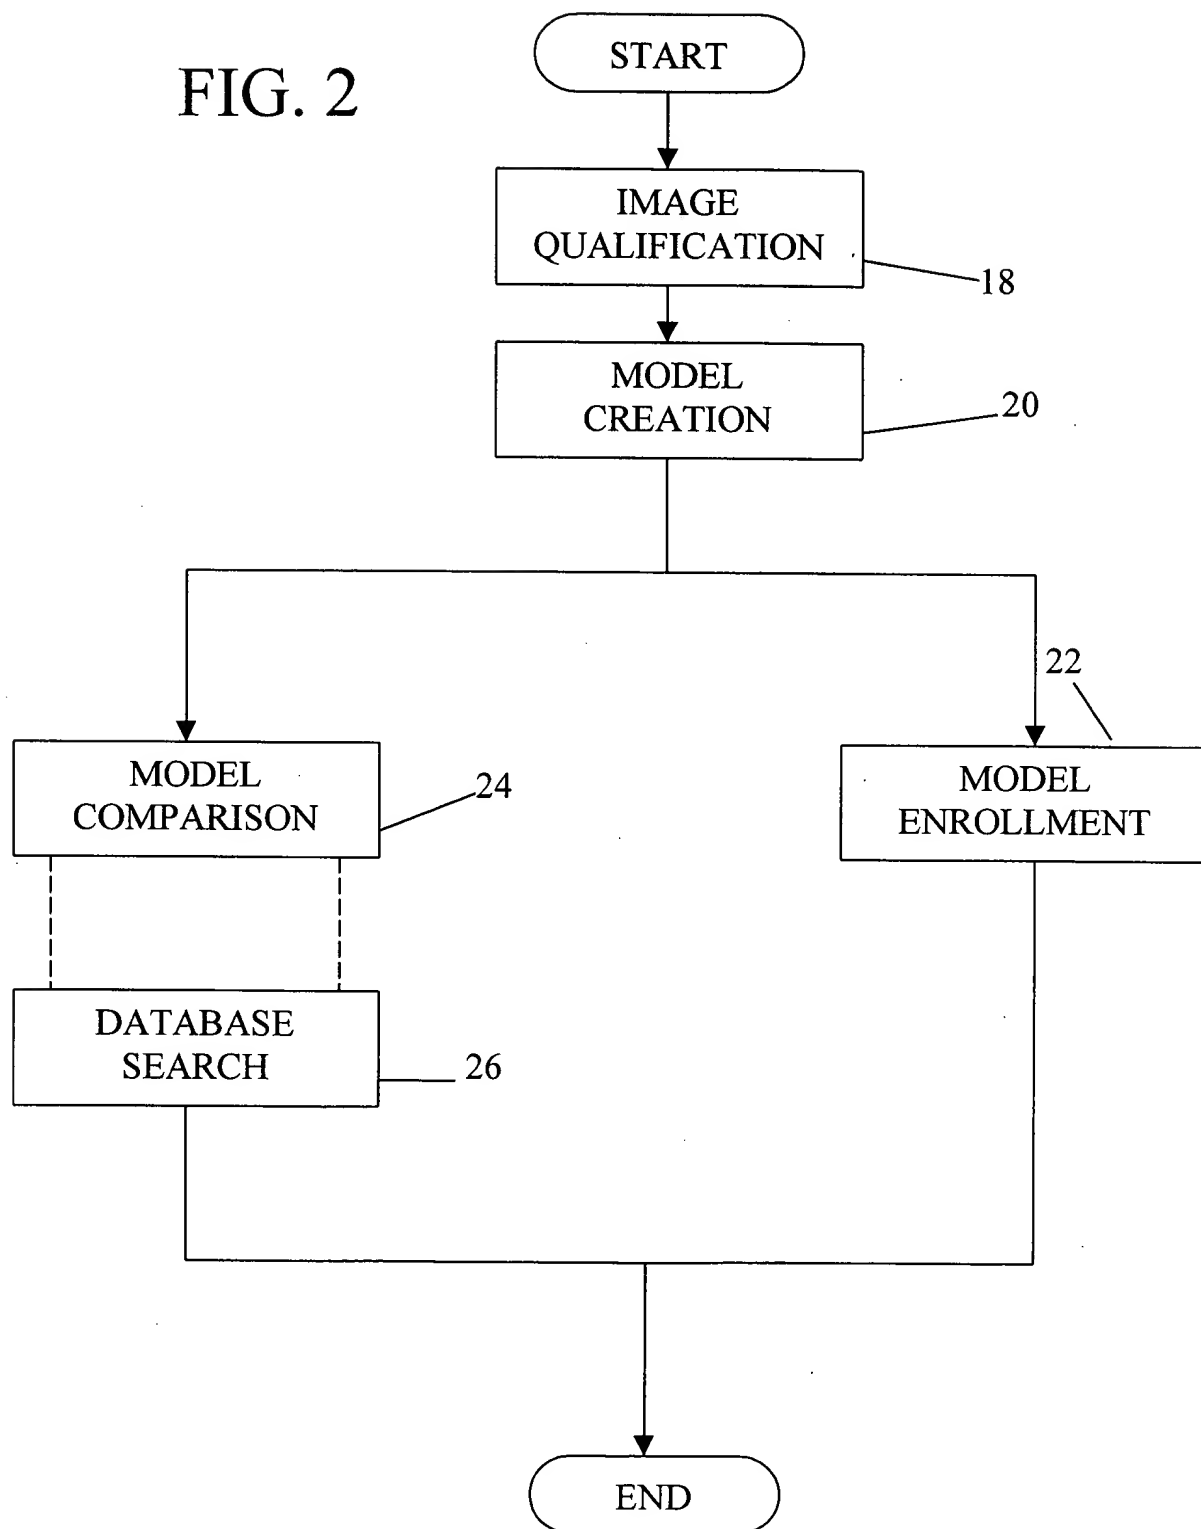 FIG. 2
START
IMAGE
QUALIFICATION
18
MODEL
CREATION
20
22
MODEL
COMPARISON
24
MODEL
ENROLLMENT
DATABASE
SEARCH
26
END